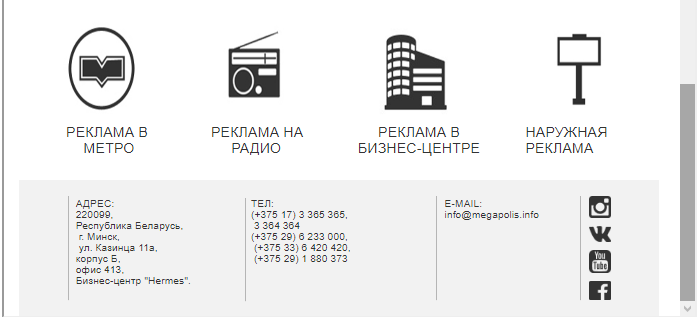 РЕКЛАМА В
МЕТРО
РЕКЛАМА НА
РАДИО
РЕКЛАМА В
БИЗНЕС-ЦЕНТРЕ
НАРУЖНАЯ
РЕКЛАМА
АДРЕС:
220099,
Республика Беларусь,
г. Минск,
ул. Казинца 11а,
корпус Б,
офис 413,
Бизнес-центр "Hermes".
ТЕЛ:
(+375 17) 3 365 365,
3 364 364
(+375 29) 6 233 000,
(+375 33) 6 420 420,
(+375 29) 1 880 373
E-MAIL:
info@megapolis.info
You
Tube